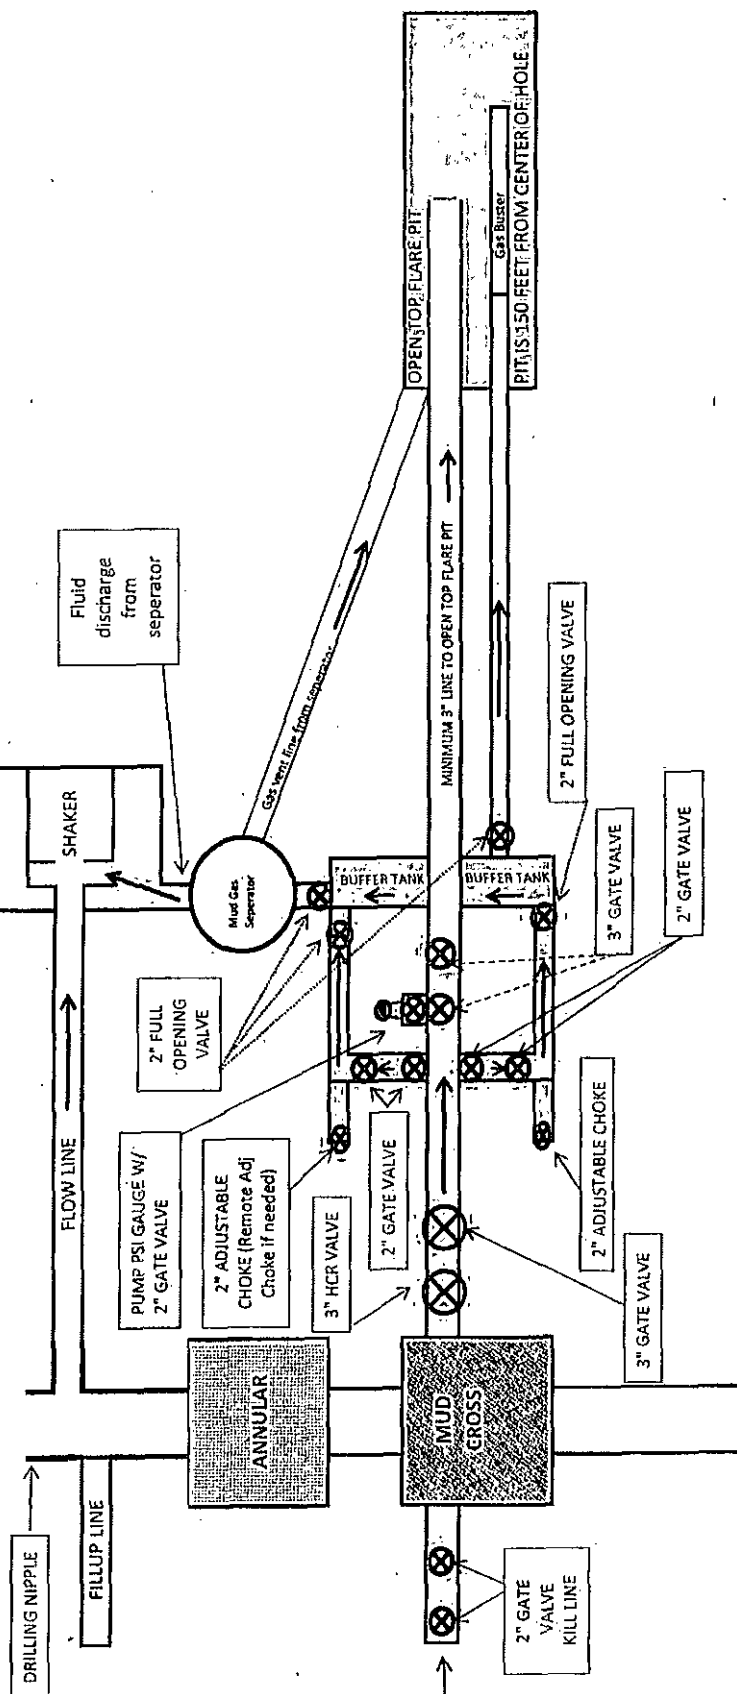 DRILLING NIPPLE
FILLUP LINE
FLOW LINE
SHAKER
Fluid
discharge
from
seperator
ANNULAR
MUD
CROSS
2" GATE
VALVE
KILL LINE
PUMP PSI GAUGE W/
2" GATE VALVE
2" ADJUSTABLE
CHOKE (Remote Adj
Choke if needed)
3" HCR VALVE
2" GATE VALVE
2" FULL
OPENING
VALVE
Mud Gas
Seperator
Gas vent line from seperator
BUFFER TANK
BUFFER TANK
MINIMUM 3" LINE TO OPEN TOP FLARE PIT
OPEN TOP FLARE PIT
Gas Buster
PIT IS 150 FEET FROM CENTER OF HOLE
3" GATE VALVE
2" ADJUSTABLE CHOKE
2" FULL OPENING VALVE
3" GATE VALVE
2" GATE VALVE